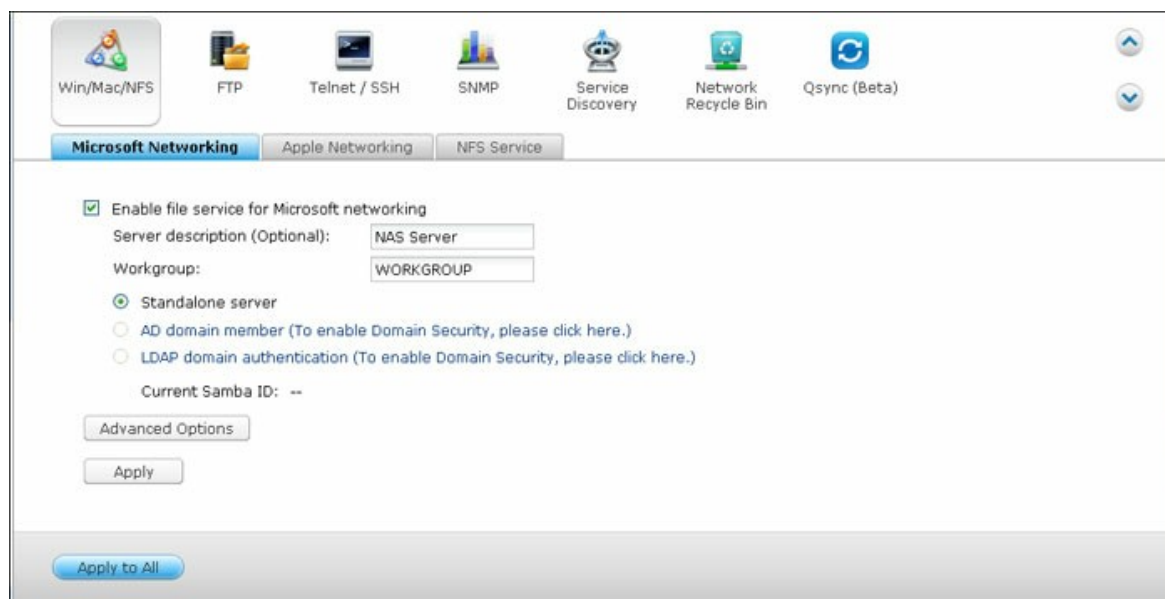 Win/Mac/NFS
FTP
Telnet / SSH
SNMP
Service
Discovery
Network
Recycle Bin
Qsync (Beta)
Microsoft Networking
Apple Networking
NFS Service
Enable file service for Microsoft networking
Server description (Optional): NAS Server
Workgroup: WORKGROUP
Standalone server
AD domain member (To enable Domain Security, please click here.)
LDAP domain authentication (To enable Domain Security, please click here.)
Current Samba ID: --
Advanced Options
Apply
Apply to All